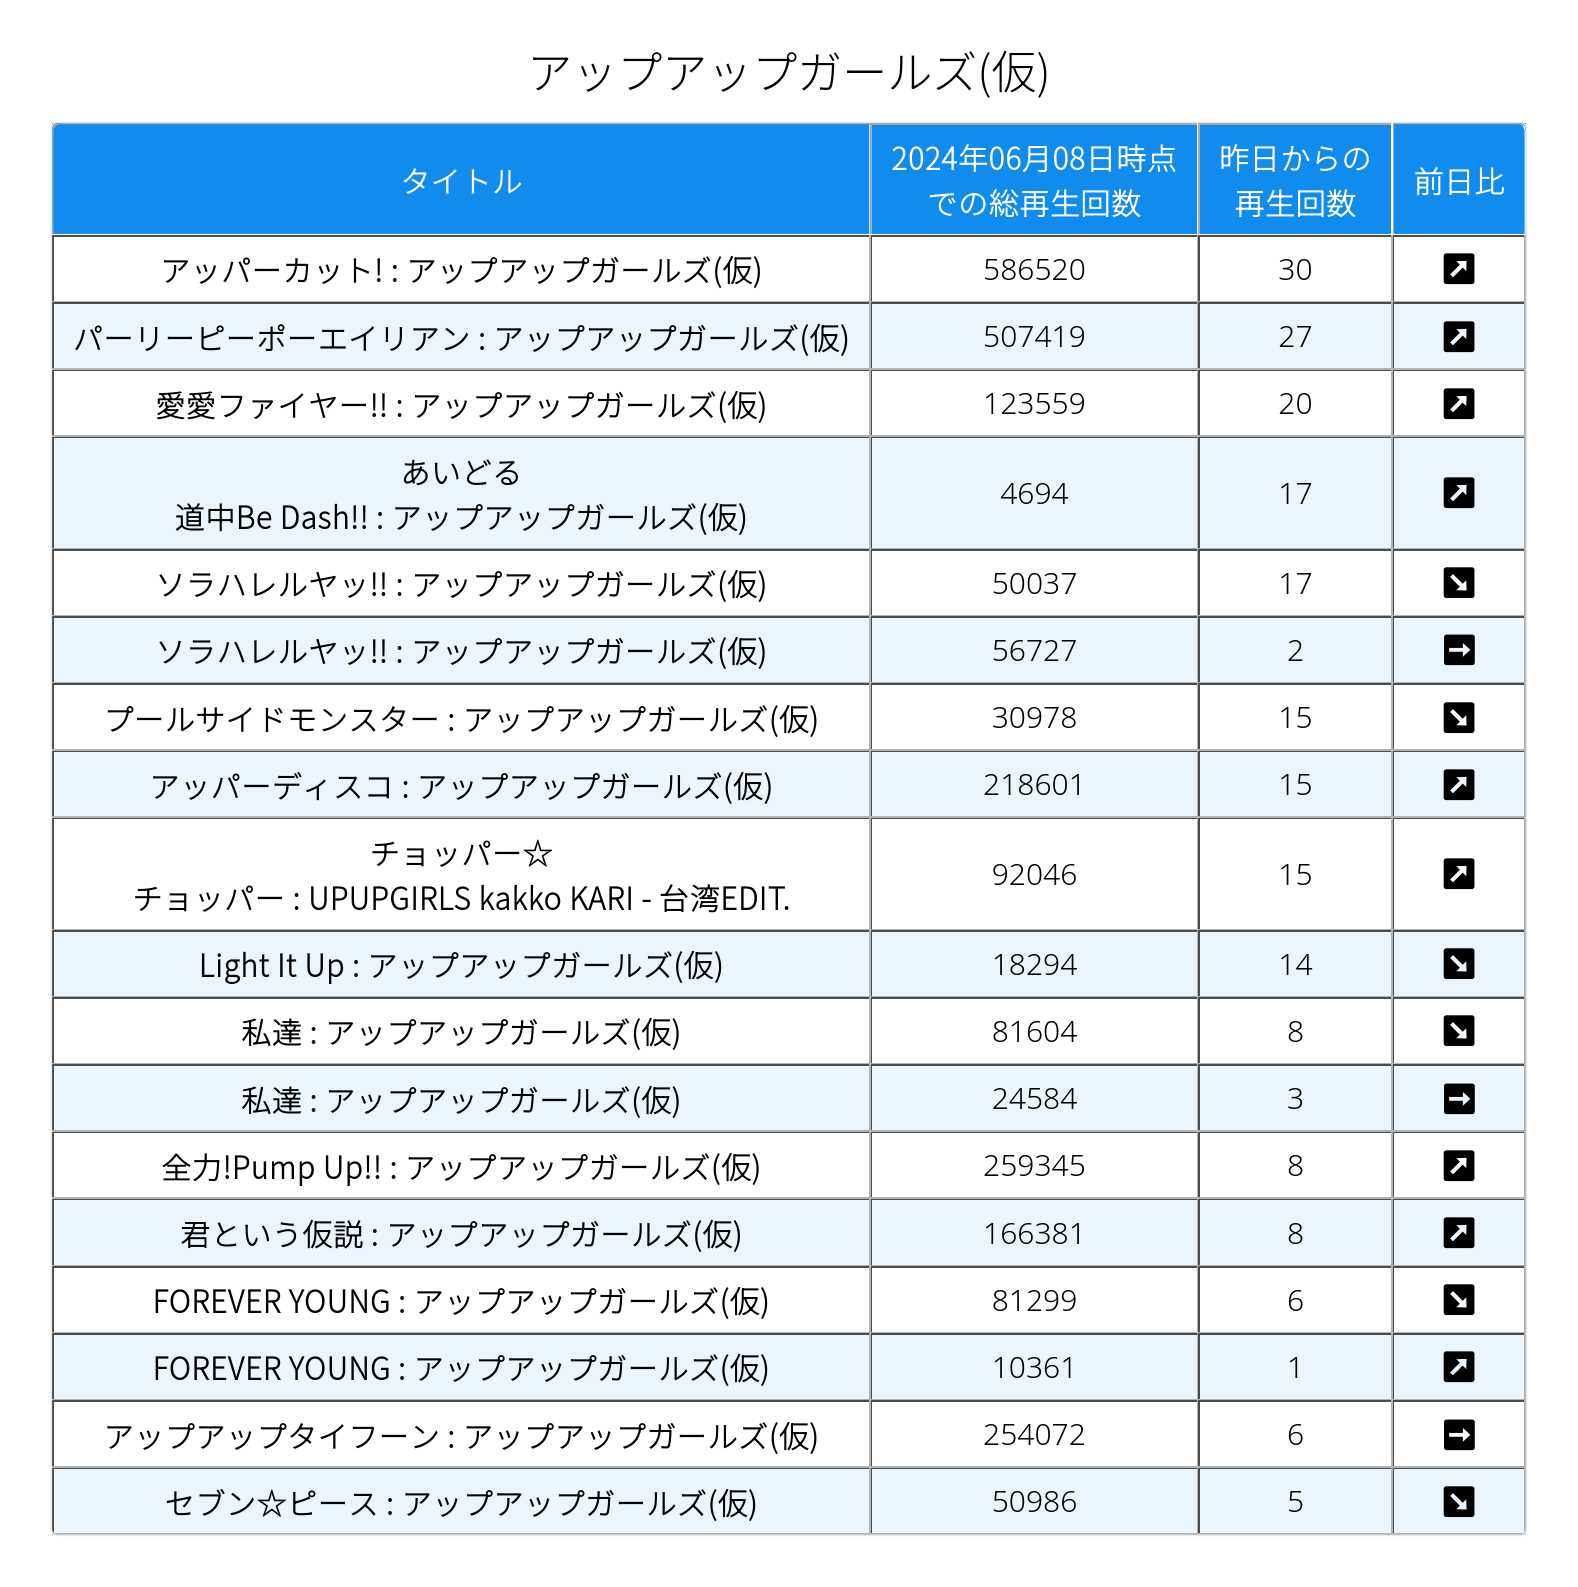 アップアップガールズ(仮)
タイトル
2024年06月08日時点
での総再生回数
昨日からの
再生回数
前日比
アッパーカット! : アップアップガールズ(仮) 586520 30 ↗
パーリーピーポーエイリアン : アップアップガールズ(仮) 507419 27 ↗
愛愛ファイヤー!! : アップアップガールズ(仮) 123559 20 ↗
あいどる
道中Be Dash!! : アップアップガールズ(仮) 4694 17 ↗
ソラハレルヤッ!! : アップアップガールズ(仮) 50037 17 ↘
ソラハレルヤッ!! : アップアップガールズ(仮) 56727 2 →
プールサイドモンスター : アップアップガールズ(仮) 30978 15 ↘
アッパーディスコ : アップアップガールズ(仮) 218601 15 ↗
チョッパー☆
チョッパー : UPUPGIRLS kakko KARI - 台湾EDIT. 92046 15 ↗
Light It Up : アップアップガールズ(仮) 18294 14 ↘
私達 : アップアップガールズ(仮) 81604 8 ↘
私達 : アップアップガールズ(仮) 24584 3 →
全力!Pump Up!! : アップアップガールズ(仮) 259345 8 ↗
君という仮説 : アップアップガールズ(仮) 166381 8 ↗
FOREVER YOUNG : アップアップガールズ(仮) 81299 6 ↘
FOREVER YOUNG : アップアップガールズ(仮) 10361 1 ↗
アップアップタイフーン : アップアップガールズ(仮) 254072 6 →
セブン☆ピース : アップアップガールズ(仮) 50986 5 ↘